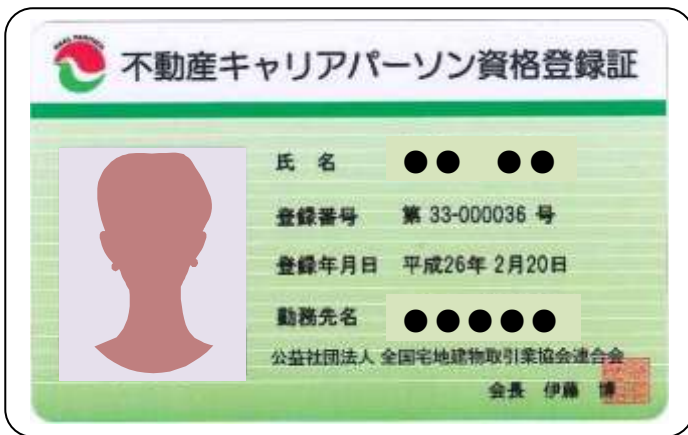 不動産キャリアパーソン資格登録証
氏 名 ●● ●●
登録番号 第 33-000036 号
登録年月日 平成26年 2月20日
勤務先名 ●●●●●
公益社団法人 全国宅地建物取引業協会連合会
会長 伊藤 博